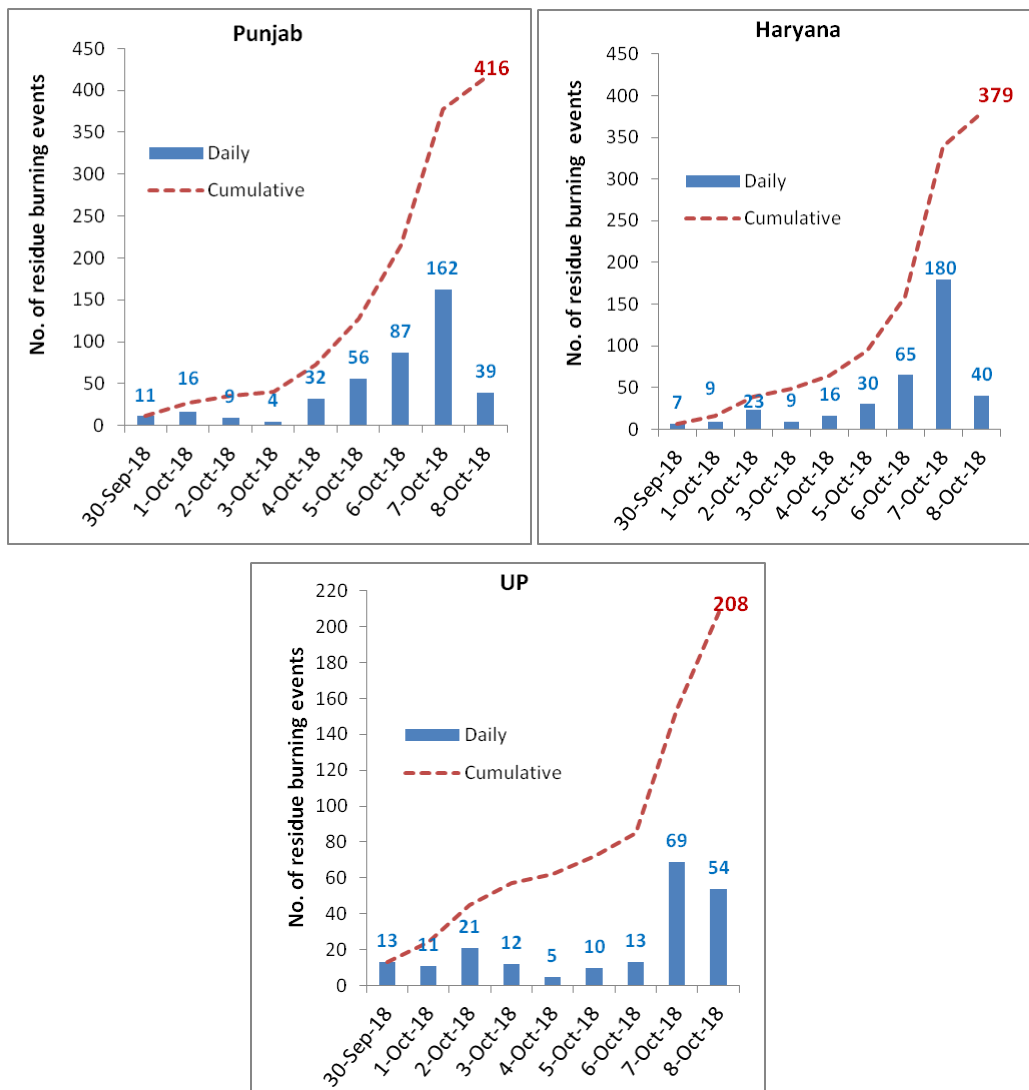 Punjab
No. of residue burning events
450
400
350
300
250
200
150
100
50
0
416
Daily
Cumulative
11
16
9
4
32
56
87
162
39
30-Sep-18
1-Oct-18
2-Oct-18
3-Oct-18
4-Oct-18
5-Oct-18
6-Oct-18
7-Oct-18
8-Oct-18
Haryana
No. of residue burning events
450
400
350
300
250
200
150
100
50
0
379
Daily
Cumulative
7
9
23
9
16
30
65
180
40
30-Sep-18
1-Oct-18
2-Oct-18
3-Oct-18
4-Oct-18
5-Oct-18
6-Oct-18
7-Oct-18
8-Oct-18
UP
No. of residue burning events
220
200
180
160
140
120
100
80
60
40
20
0
208
Daily
Cumulative
13
11
21
12
5
10
13
69
54
30-Sep-18
1-Oct-18
2-Oct-18
3-Oct-18
4-Oct-18
5-Oct-18
6-Oct-18
7-Oct-18
8-Oct-18